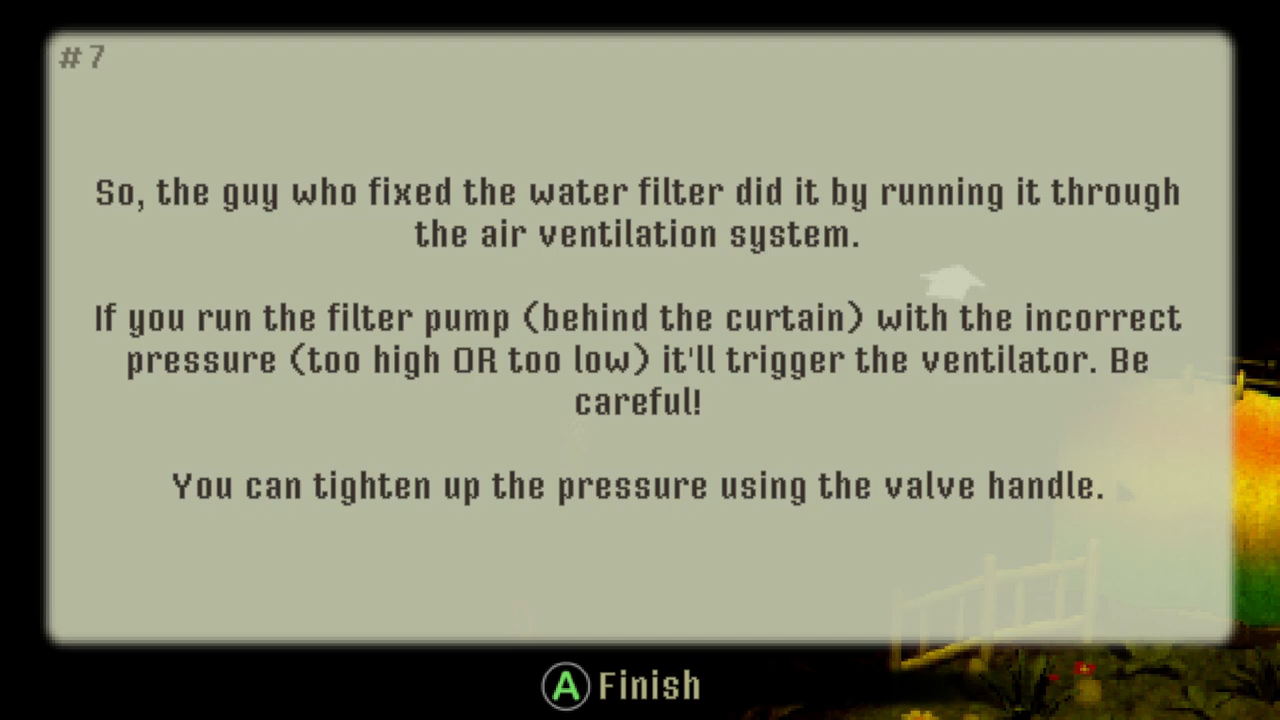 #7
So, the guy who fixed the water filter did it by running it through
the air ventilation system.
If you run the filter pump (behind the curtain) with the incorrect
pressure (too high OR too low) it'll trigger the ventilator. Be
careful!
You can tighten up the pressure using the valve handle.
A Finish